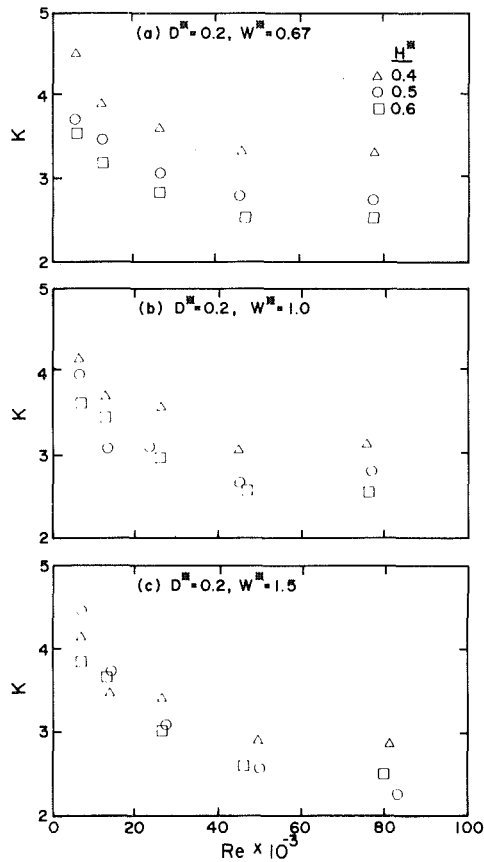 (a) D※=0.2, W※=0.67
H※
△ 0.4
○ 0.5
□ 0.6
5
4
3
2
K
(b) D※=0.2, W※=1.0
5
4
3
2
K
(c) D※=0.2, W※=1.5
5
4
3
2
K
0 20 40 60 80 100
Re × 10⁻³